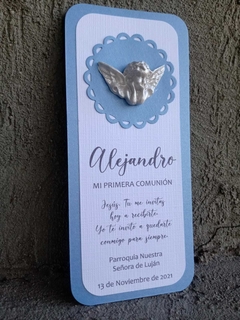 Alejandro
MI PRIMERA COMUNIÓN
Jesús, Tu me invitas
hoy a recibirte
Yo te invito a quedarte
conmigo para siempre.
Parroquia Nuestra
Señora de Luján
13 de Noviembre de 2021